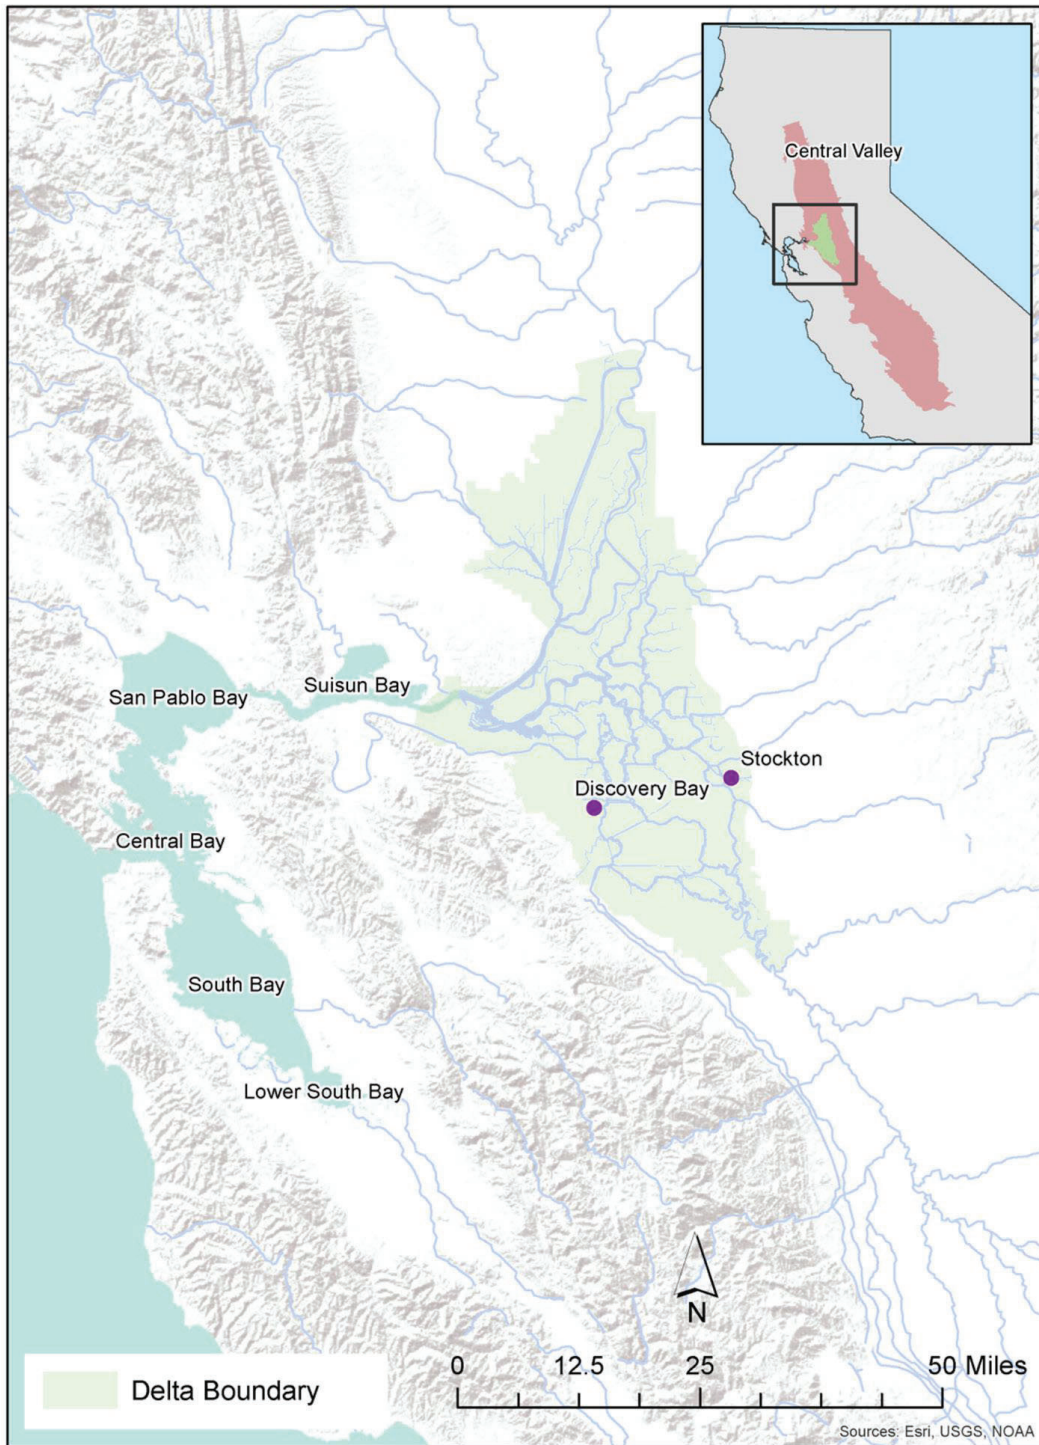 Central Valley
San Pablo Bay
Suisun Bay
Stockton
Discovery Bay
Central Bay
South Bay
Lower South Bay
N
0 12.5 25 50 Miles
Delta Boundary
Sources: Esri, USGS, NOAA